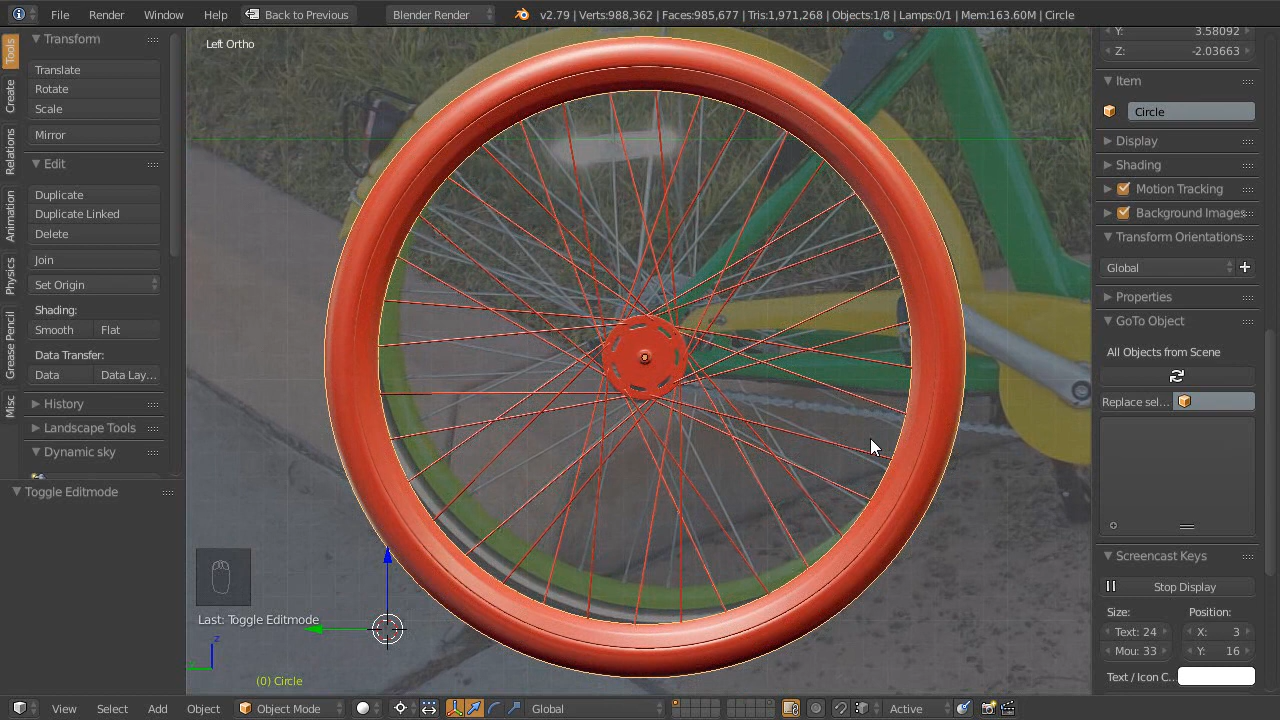 File Render Window Help Back to Previous Blender Render v2.79 | Verts:988,362 | Faces:985,677 | Tris:1,971,268 | Objects:1/8 | Lamps:0/1 | Mem:163.60M | Circle
Tools
Create
Relations
Animation
Physics
Grease Pencil
Misc
Transform
Translate
Rotate
Scale
Mirror
Edit
Duplicate
Duplicate Linked
Delete
Join
Set Origin
Shading:
Smooth Flat
Data Transfer:
Data Data Lay...
History
Landscape Tools
Dynamic sky
Toggle Editmode
Left Ortho
Last: Toggle Editmode
z
(0) Circle
Y: 3.58092
Z: -2.03663
Item
Circle
Display
Shading
Motion Tracking
Background Images
Transform Orientations
Global
Properties
GoTo Object
All Objects from Scene
Replace sel...
Screencast Keys
Stop Display
Size: Position:
Text: 24 X: 3
Mou: 33 Y: 16
Text / Icon C...
View Select Add Object Object Mode Global Active